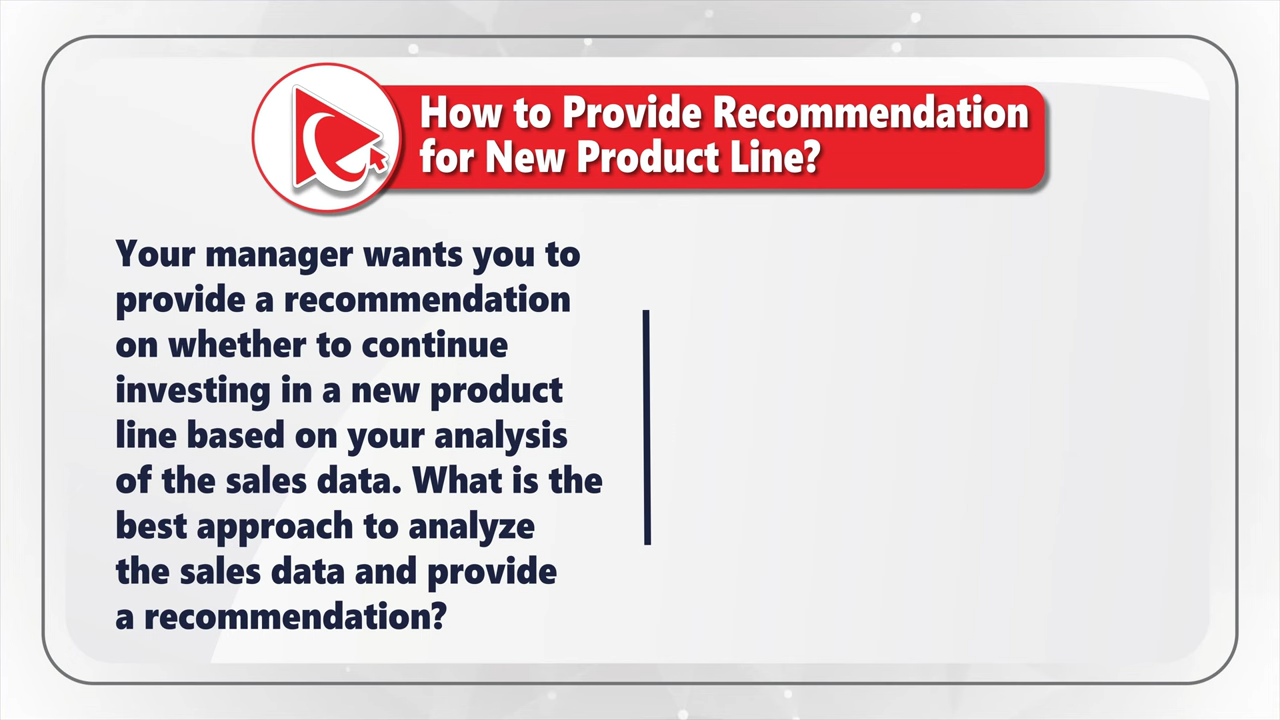 How to Provide Recommendation
for New Product Line?
Your manager wants you to
provide a recommendation
on whether to continue
investing in a new product
line based on your analysis
of the sales data. What is the
best approach to analyze
the sales data and provide
a recommendation?